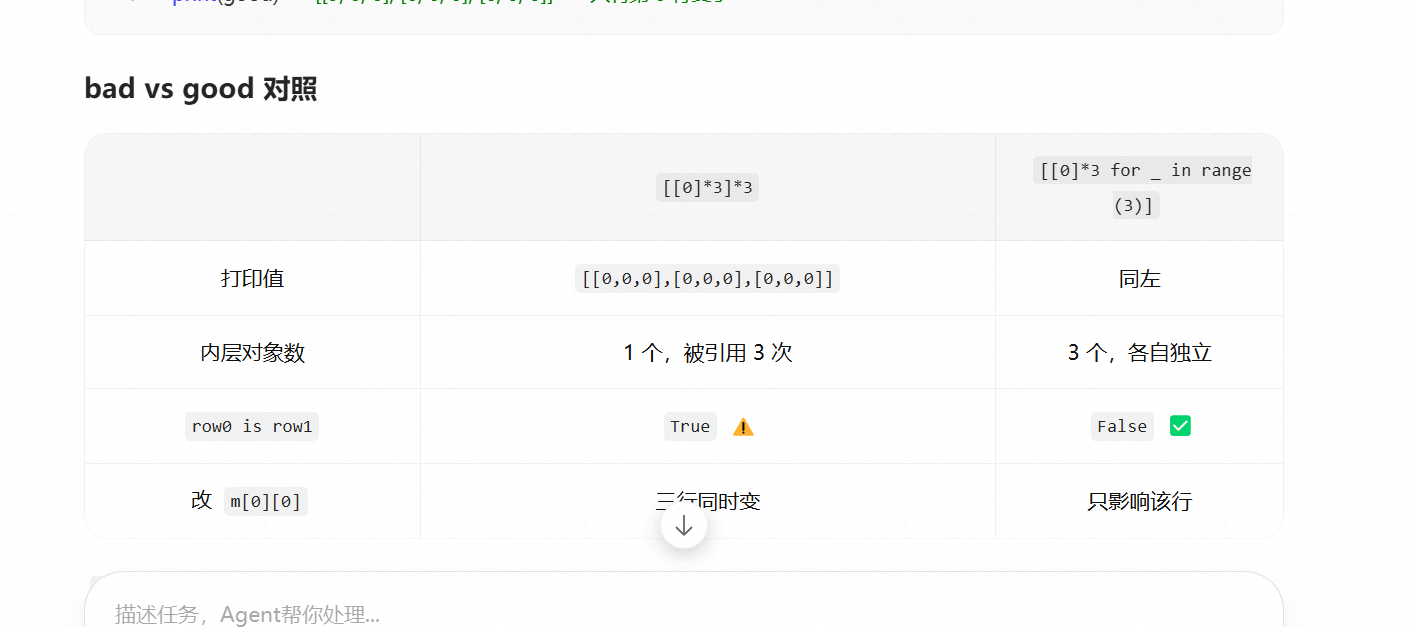 bad vs good 对照
[[0]*3]*3
[[0]*3 for _ in range
(3)]
打印值
[[0,0,0],[0,0,0],[0,0,0]]
同左
内层对象数
1 个，被引用 3 次
3 个，各自独立
row0 is row1
True ⚠️
False ✅
改 m[0][0]
三行同时变
只影响该行
描述任务，Agent帮你处理...